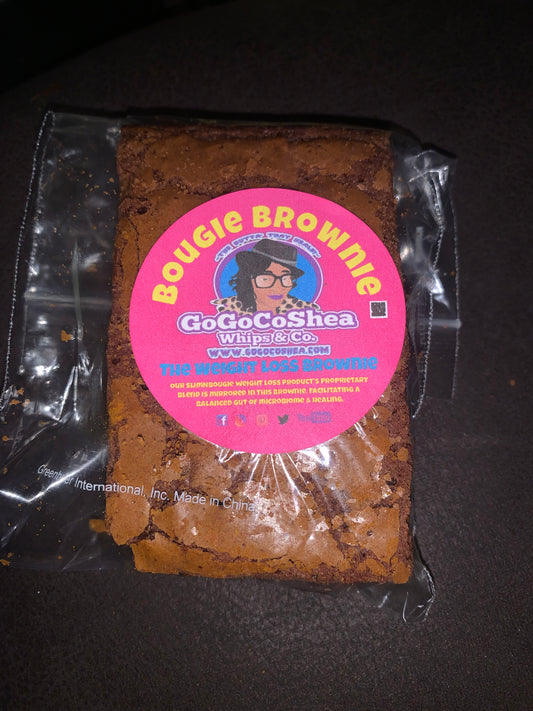 BOUGIE BROWNIE
GoGoCoShea
Whips & Co.
WWW.GOGOCOSHEA.COM
THE WEIGHT LOSS BROWNIE
OUR SLIMNBOUGIE WEIGHT LOSS PRODUCT'S PROPRIETARY
BLEND IS MIRRORED IN THIS BROWNIE. FACILITATING A
BALANCED GUT OF MICROBIOME & HEALING.
International, Inc. Made in China